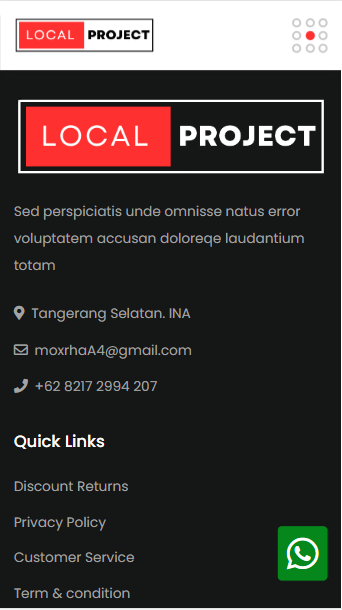 LOCAL PROJECT
LOCAL PROJECT
Sed perspiciatis unde omnisse natus error
voluptatem accusan doloreqe laudantium
totam
Tangerang Selatan. INA
moxrhaA4@gmail.com
+62 8217 2994 207
Quick Links
Discount Returns
Privacy Policy
Customer Service
Term & condition